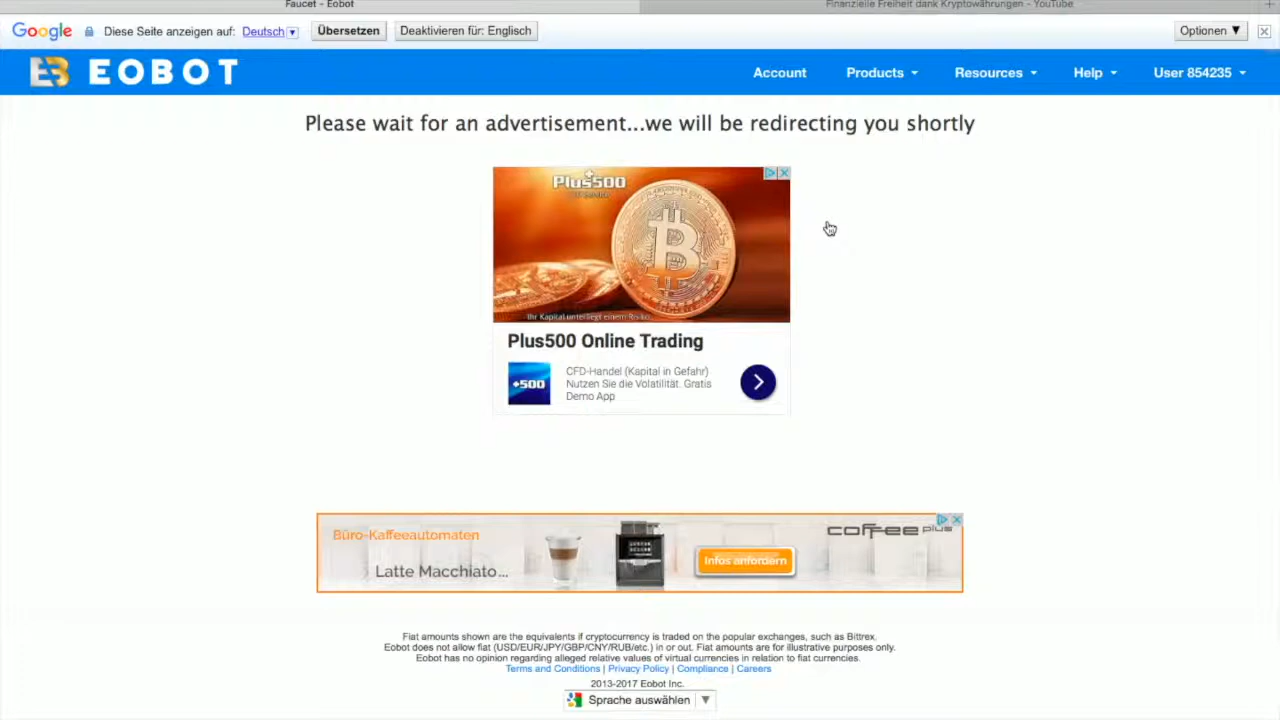 Faucet - Eobot
Finanzielle Freiheit dank Kryptowährungen - YouTube
Google Diese Seite anzeigen auf: Deutsch Übersetzen Deaktivieren für: Englisch Optionen
EOBOT Account Products Resources Help User 854235
Please wait for an advertisement...we will be redirecting you shortly
Plus500
CFD Service
Ihr Kapital unterliegt einem Risiko.
Plus500 Online Trading
+500
CFD-Handel (Kapital in Gefahr)
Nutzen Sie die Volatilität. Gratis
Demo App
Büro-Kaffeeautomaten
Latte Macchiato...
Infos anfordern
coffee plus
Fiat amounts shown are the equivalents if cryptocurrency is traded on the popular exchanges, such as Bittrex.
Eobot does not allow fiat (USD/EUR/JPY/GBP/CNY/RUB/etc.) in or out. Fiat amounts are for illustrative purposes only.
Eobot has no opinion regarding alleged relative values of virtual currencies in relation to fiat currencies.
Terms and Conditions | Privacy Policy | Compliance | Careers
2013-2017 Eobot Inc.
Sprache auswählen